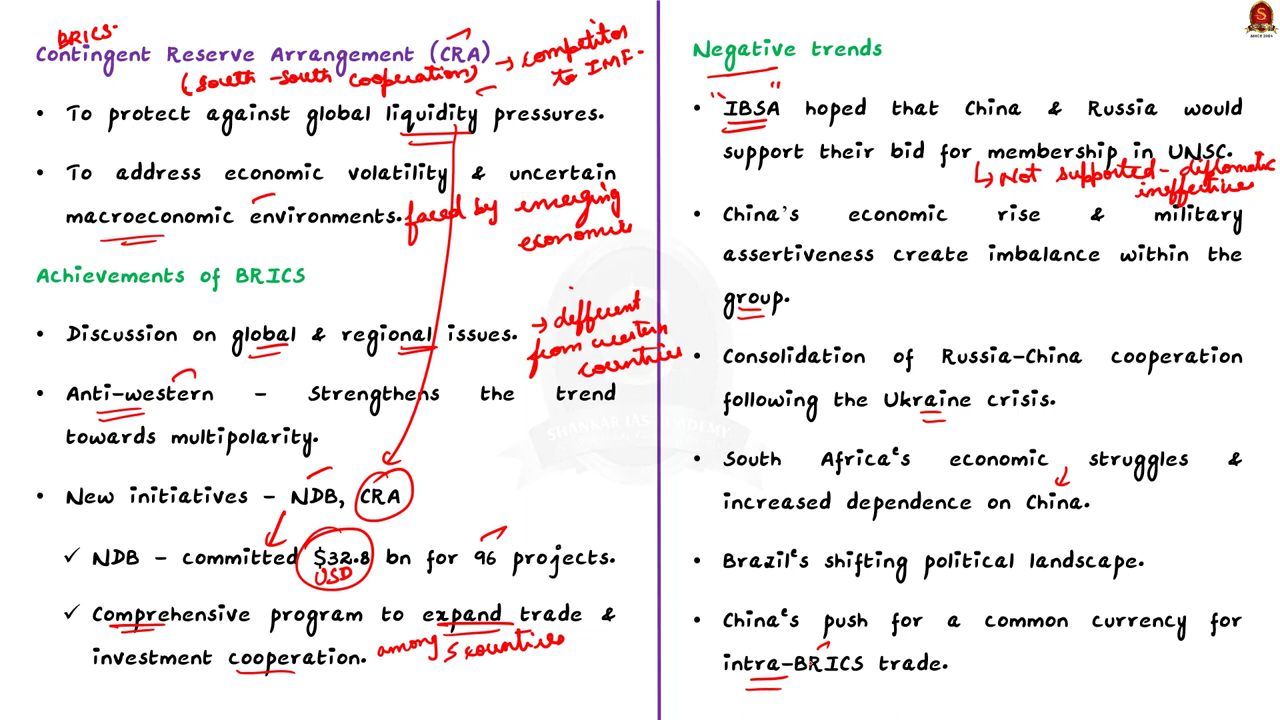 BRICS
Contingent Reserve Arrangement (CRA)
→ competitor
to IMF.
(South-South cooperation)
• To protect against global liquidity pressures.
• To address economic volatility & uncertain
macroeconomic environments.
faced by emerging
economies
Achievements of BRICS
• Discussion on global & regional issues.
→ different
from western
countries
• Anti-western – Strengthens the trend
towards multipolarity.
• New initiatives – NDB, CRA
✓ NDB – committed $32.8 bn for 96 projects.
USD
✓ Comprehensive program to expand trade &
investment cooperation.
among 5 countries
Negative trends
• "IBSA" hoped that China & Russia would
support their bid for membership in UNSC.
↳ Not supported - diplomatic
ineffective
• China's economic rise & military
assertiveness create imbalance within the
group.
• Consolidation of Russia-China cooperation
following the Ukraine crisis.
• South Africa's economic struggles &
increased dependence on China.
• Brazil's shifting political landscape.
• China's push for a common currency for
intra-BRICS trade.
SHANKAR IAS ACADEMY